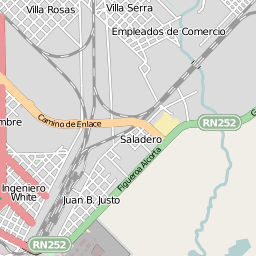 Villa Rosas
Villa Serra
Empleados de Comercio
mbre
Camino de Enlace
RN252
Saladero
Figueroa Alcorta
Ingeniero
White
Juan B. Justo
RN252